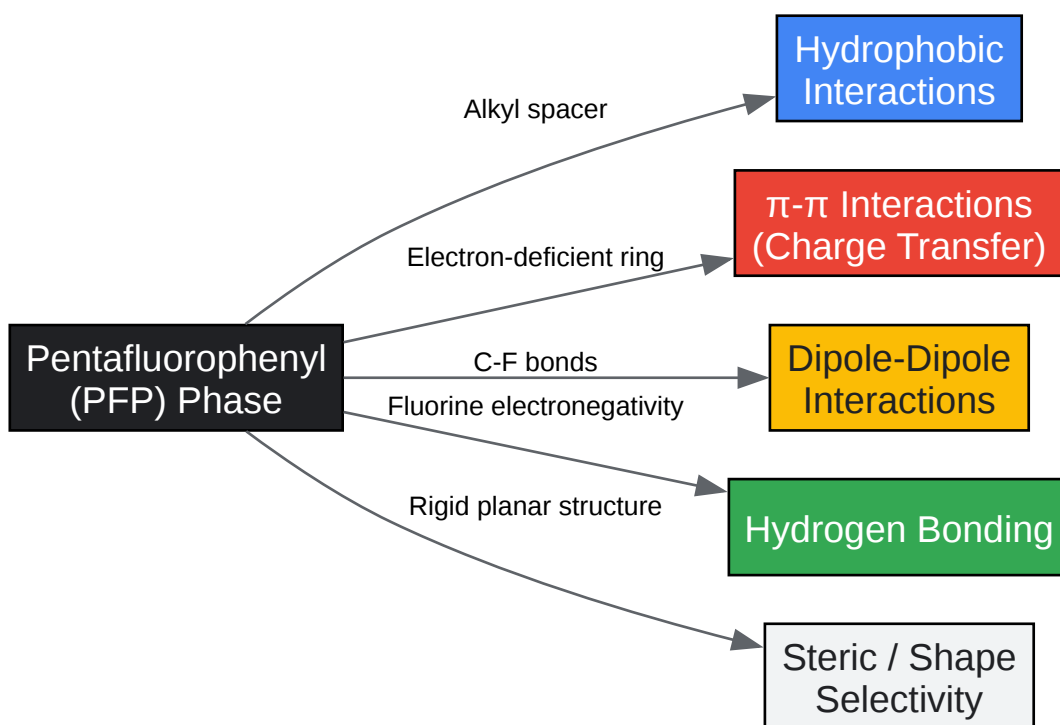 Hydrophobic
Interactions
Alkyl spacer
π-π Interactions
(Charge Transfer)
Electron-deficient ring
Pentafluorophenyl
(PFP) Phase
C-F bonds
Dipole-Dipole
Interactions
Fluorine electronegativity
Hydrogen Bonding
Rigid planar structure
Steric / Shape
Selectivity